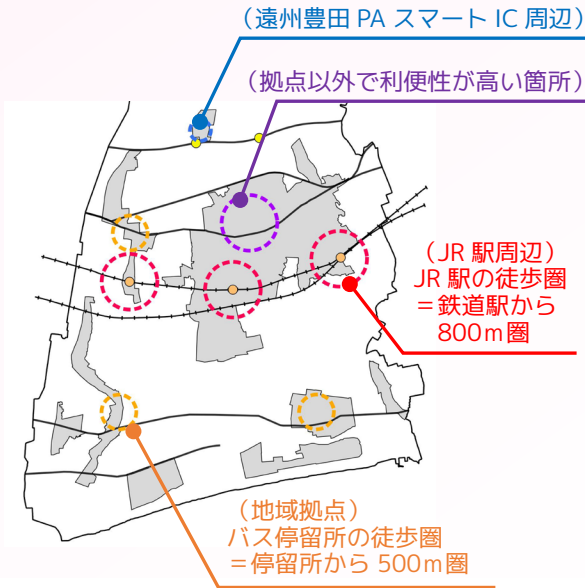 （遠州豊田 PA スマート IC 周辺）
（拠点以外で利便性が高い箇所）
（JR 駅周辺）
JR 駅の徒歩圏
＝鉄道駅から
800ｍ圏
（地域拠点）
バス停留所の徒歩圏
＝停留所から 500ｍ圏